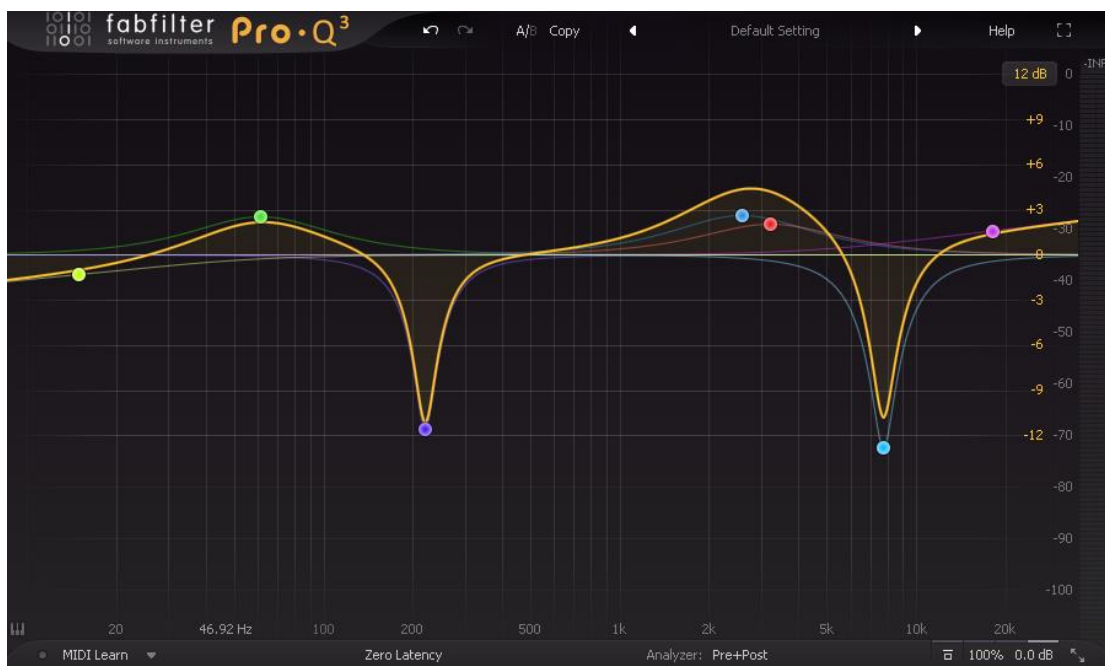 fabfilter
software instruments
Pro·Q³
A/B Copy Default Setting Help
-INF
12 dB 0
+9 -10
+6 -20
+3 -30
0 -40
-3 -50
-6 -60
-9
-12 -70
-80
-90
-100
20 46.92 Hz 100 200 500 1k 2k 5k 10k 20k
MIDI Learn Zero Latency Analyzer: Pre+Post 100% 0.0 dB